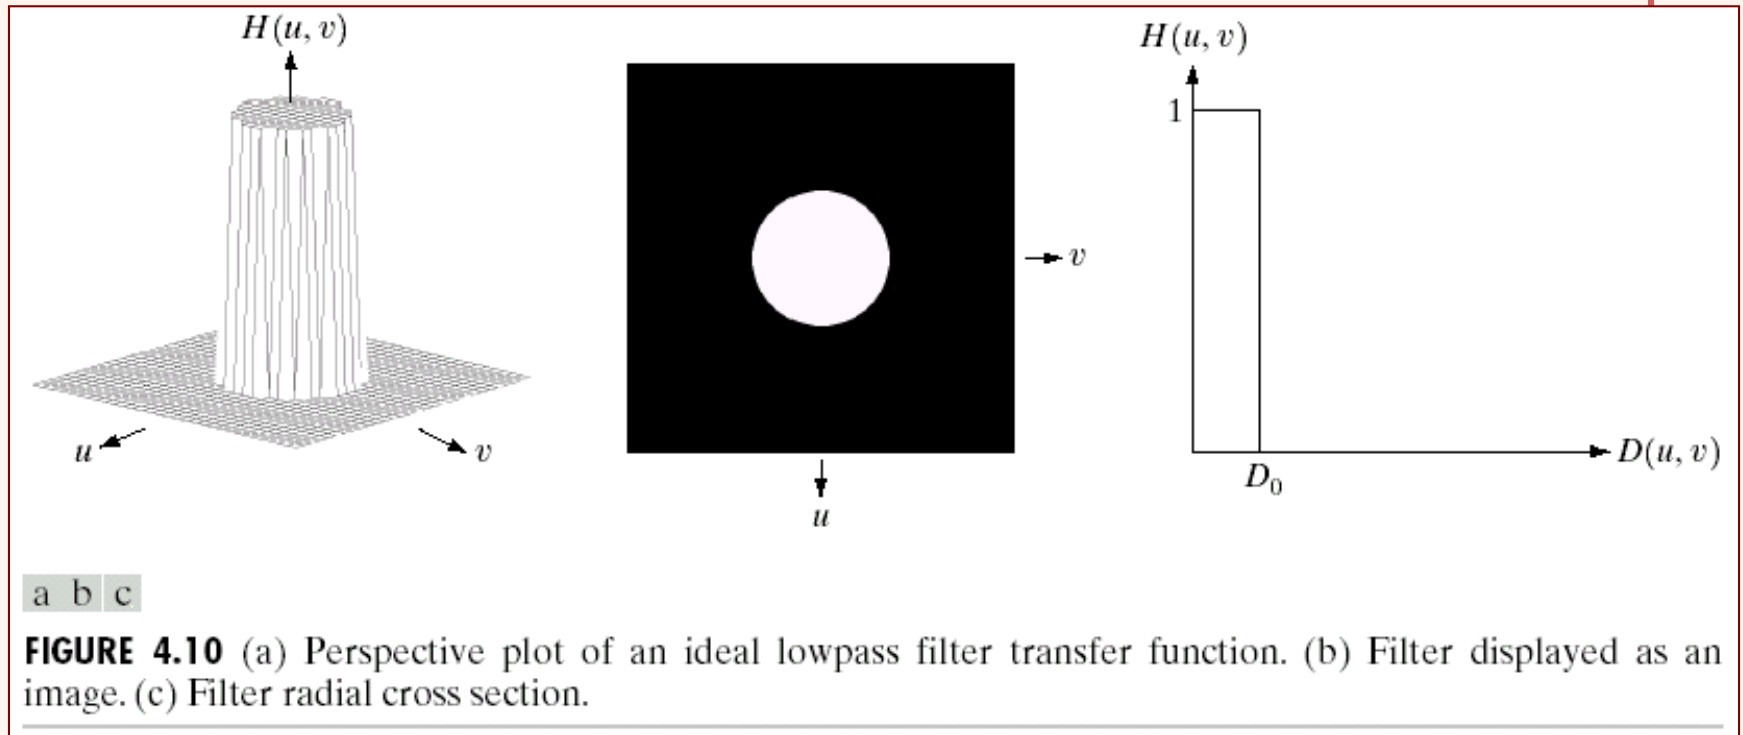 H(u, v)
u
v
v
u
H(u, v)
1
D₀
D(u, v)
a b c
FIGURE 4.10 (a) Perspective plot of an ideal lowpass filter transfer function. (b) Filter displayed as an
image. (c) Filter radial cross section.